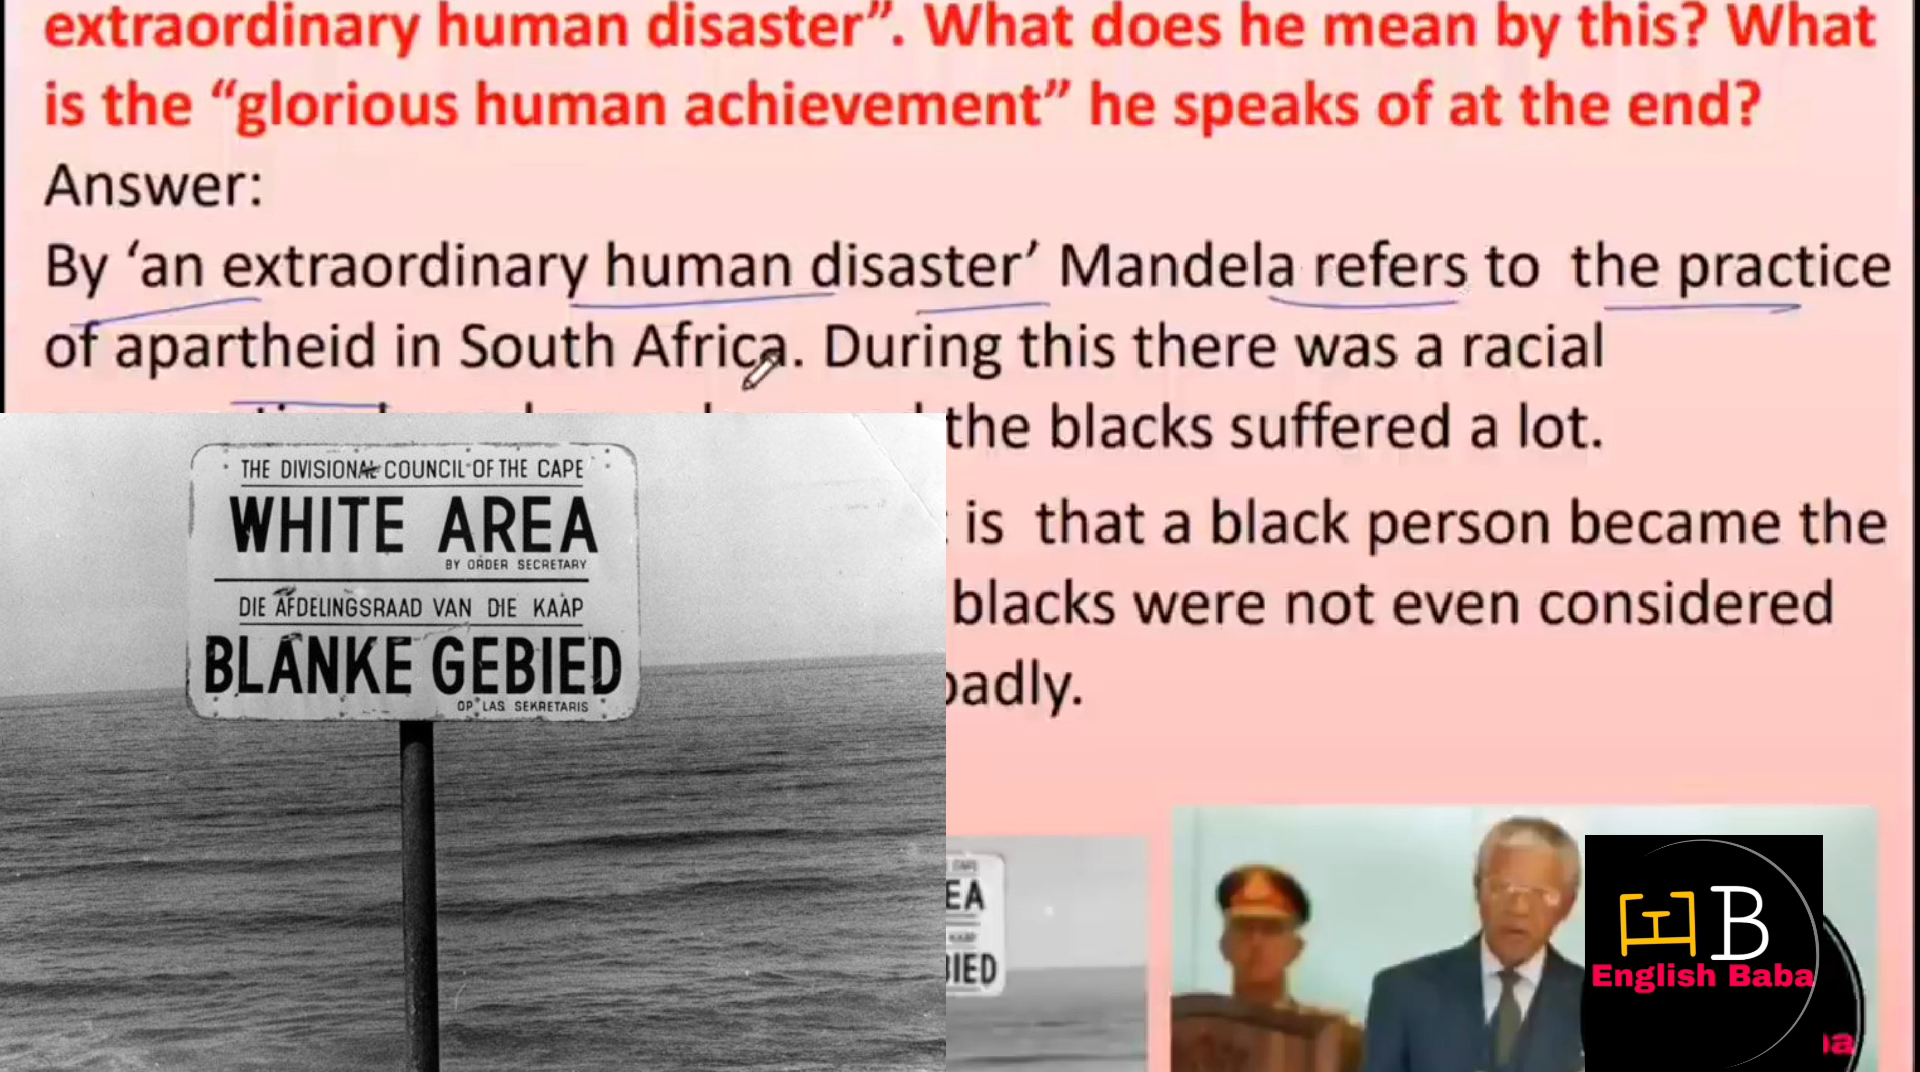 extraordinary human disaster”. What does he mean by this? What
is the “glorious human achievement” he speaks of at the end?
Answer:
By ‘an extraordinary human disaster’ Mandela refers to the practice
of apartheid in South Africa. During this there was a racial
the blacks suffered a lot.
is that a black person became the
blacks were not even considered
badly.
THE DIVISIONAL COUNCIL OF THE CAPE
WHITE AREA
BY ORDER SECRETARY
DIE AFDELINGSRAAD VAN DIE KAAP
BLANKE GEBIED
OP LAS SEKRETARIS
EA
BIED
EB
English Baba